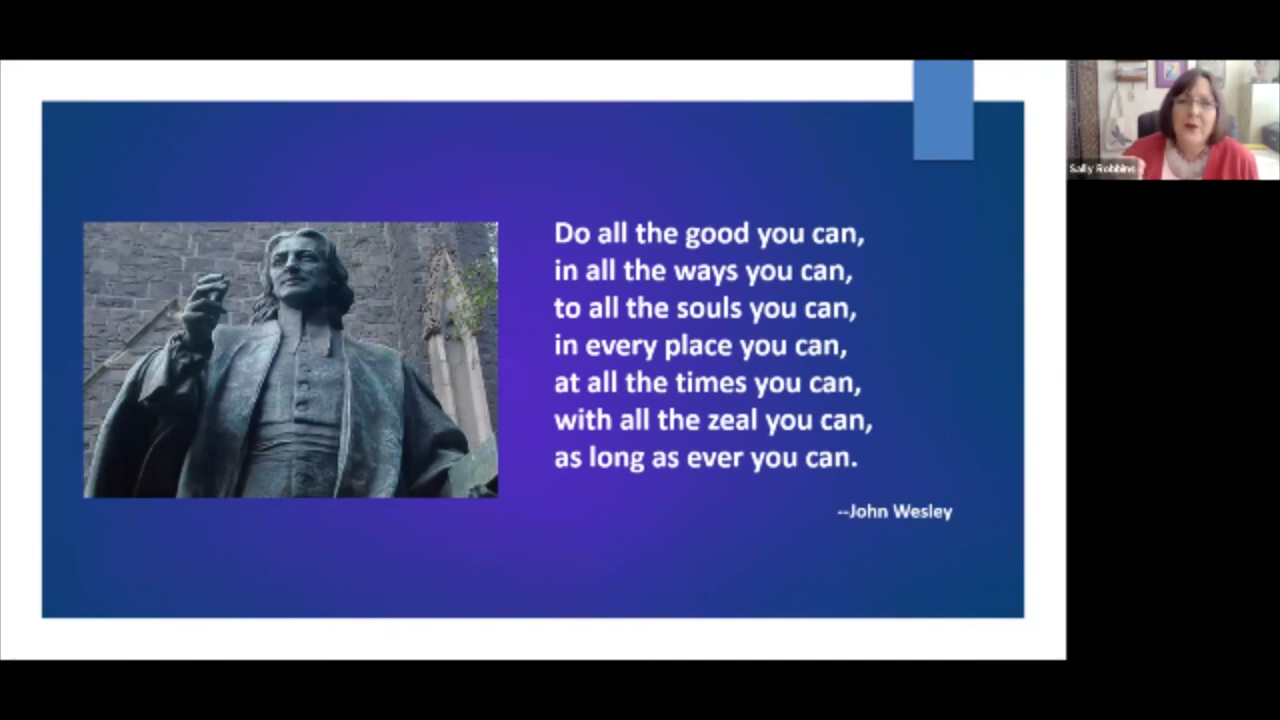 Do all the good you can,
in all the ways you can,
to all the souls you can,
in every place you can,
at all the times you can,
with all the zeal you can,
as long as ever you can.
--John Wesley
Sally Robbins